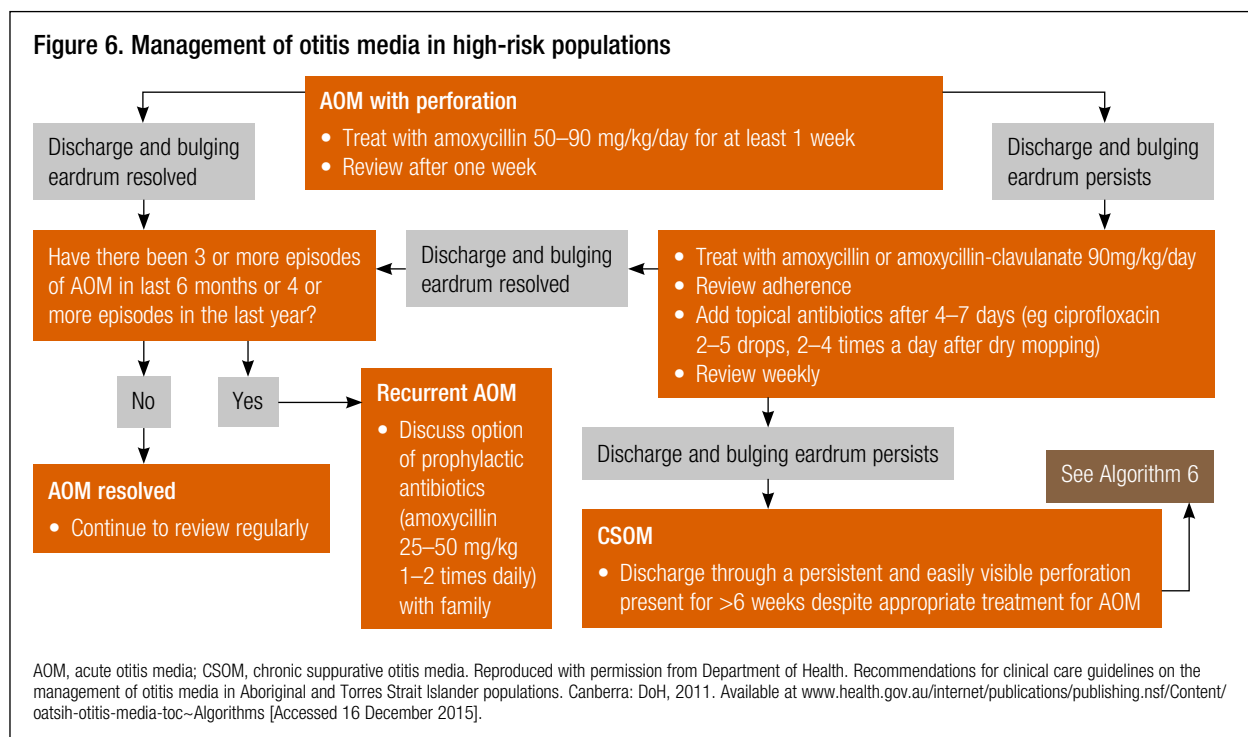 Figure 6. Management of otitis media in high-risk populations
AOM with perforation
• Treat with amoxycillin 50–90 mg/kg/day for at least 1 week
• Review after one week
Discharge and bulging
eardrum resolved
Discharge and bulging
eardrum persists
Have there been 3 or more episodes
of AOM in last 6 months or 4 or
more episodes in the last year?
Discharge and bulging
eardrum resolved
• Treat with amoxycillin or amoxycillin-clavulanate 90mg/kg/day
• Review adherence
• Add topical antibiotics after 4–7 days (eg ciprofloxacin
2–5 drops, 2–4 times a day after dry mopping)
• Review weekly
No
Yes
Recurrent AOM
• Discuss option
of prophylactic
antibiotics
(amoxycillin
25–50 mg/kg
1–2 times daily)
with family
Discharge and bulging eardrum persists
See Algorithm 6
AOM resolved
• Continue to review regularly
CSOM
• Discharge through a persistent and easily visible perforation
present for >6 weeks despite appropriate treatment for AOM
AOM, acute otitis media; CSOM, chronic suppurative otitis media. Reproduced with permission from Department of Health. Recommendations for clinical care guidelines on the
management of otitis media in Aboriginal and Torres Strait Islander populations. Canberra: DoH, 2011. Available at www.health.gov.au/internet/publications/publishing.nsf/Content/
oatsih-otitis-media-toc~Algorithms [Accessed 16 December 2015].